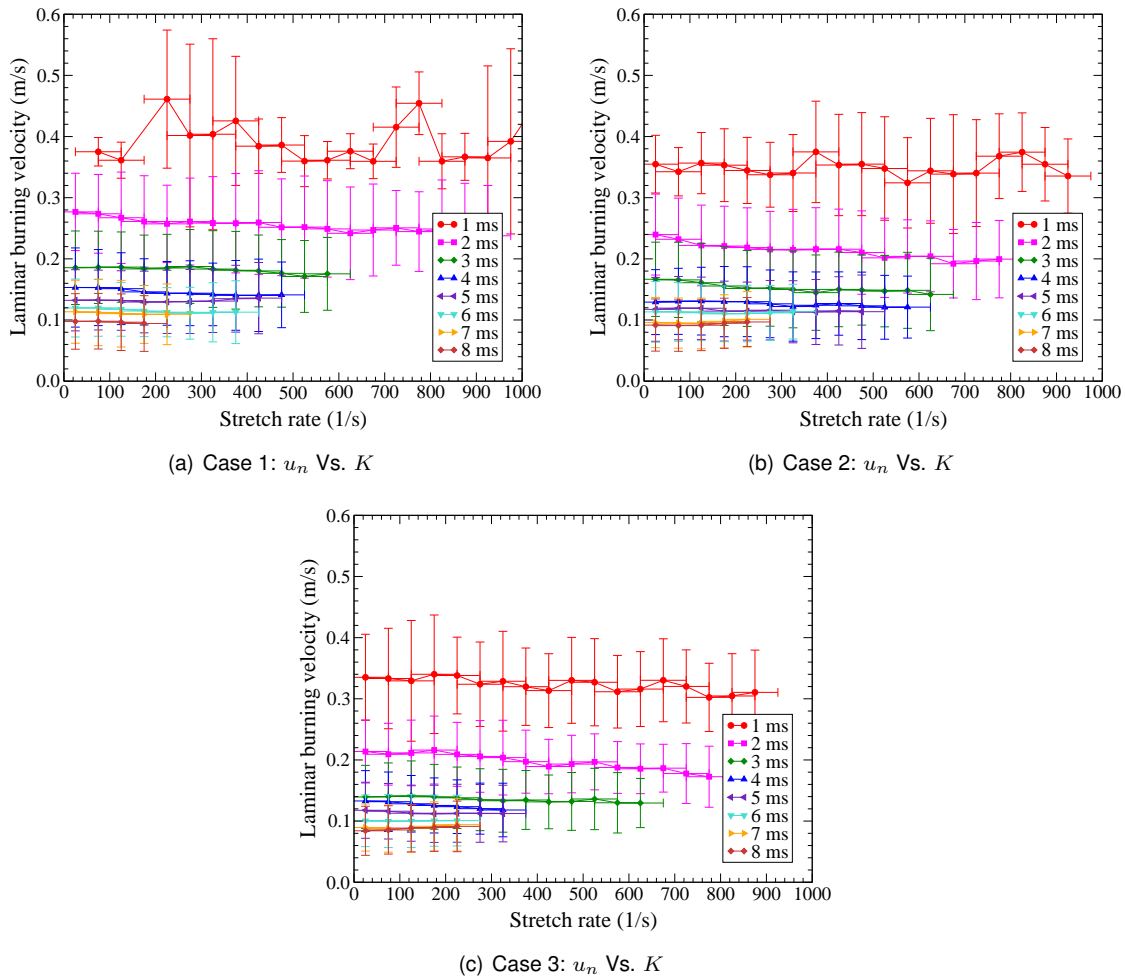 0.6
0.5
0.4
0.3
0.2
0.1
0.0
Laminar burning velocity (m/s)
1 ms
2 ms
3 ms
4 ms
5 ms
6 ms
7 ms
8 ms
0 100 200 300 400 500 600 700 800 900 1000
Stretch rate (1/s)
(a) Case 1: uₙ Vs. K
0.6
0.5
0.4
0.3
0.2
0.1
0.0
Laminar burning velocity (m/s)
1 ms
2 ms
3 ms
4 ms
5 ms
6 ms
7 ms
8 ms
0 100 200 300 400 500 600 700 800 900 1000
Stretch rate (1/s)
(b) Case 2: uₙ Vs. K
0.6
0.5
0.4
0.3
0.2
0.1
0.0
Laminar burning velocity (m/s)
1 ms
2 ms
3 ms
4 ms
5 ms
6 ms
7 ms
8 ms
0 100 200 300 400 500 600 700 800 900 1000
Stretch rate (1/s)
(c) Case 3: uₙ Vs. K